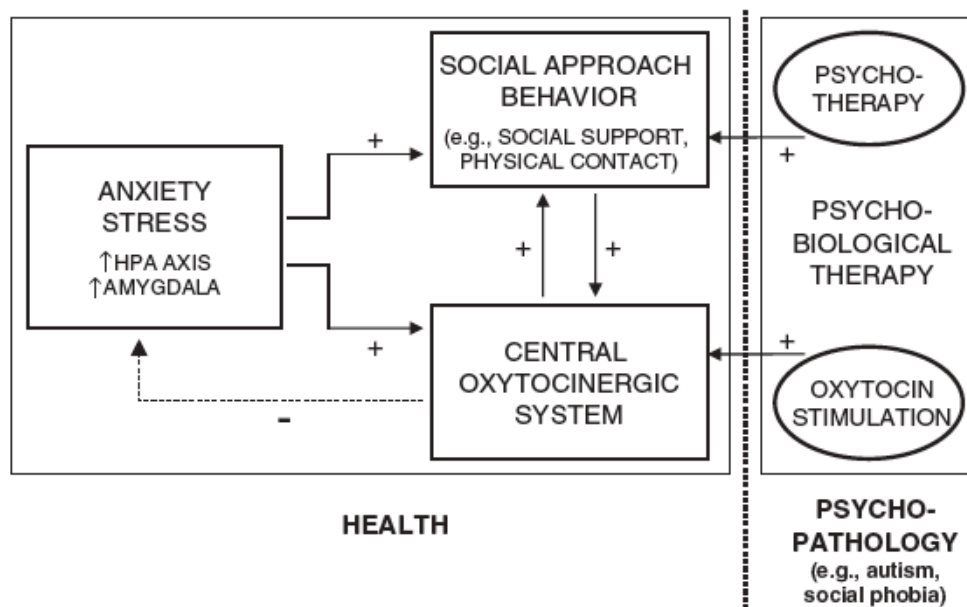 SOCIAL APPROACH
BEHAVIOR
(e.g., SOCIAL SUPPORT,
PHYSICAL CONTACT)
ANXIETY
STRESS
↑HPA AXIS
↑AMYGDALA
+
+
+
+
-
CENTRAL
OXYTOCINERGIC
SYSTEM
PSYCHO-
THERAPY
+
PSYCHO-
BIOLOGICAL
THERAPY
+
OXYTOCIN
STIMULATION
HEALTH
PSYCHO-
PATHOLOGY
(e.g., autism,
social phobia)